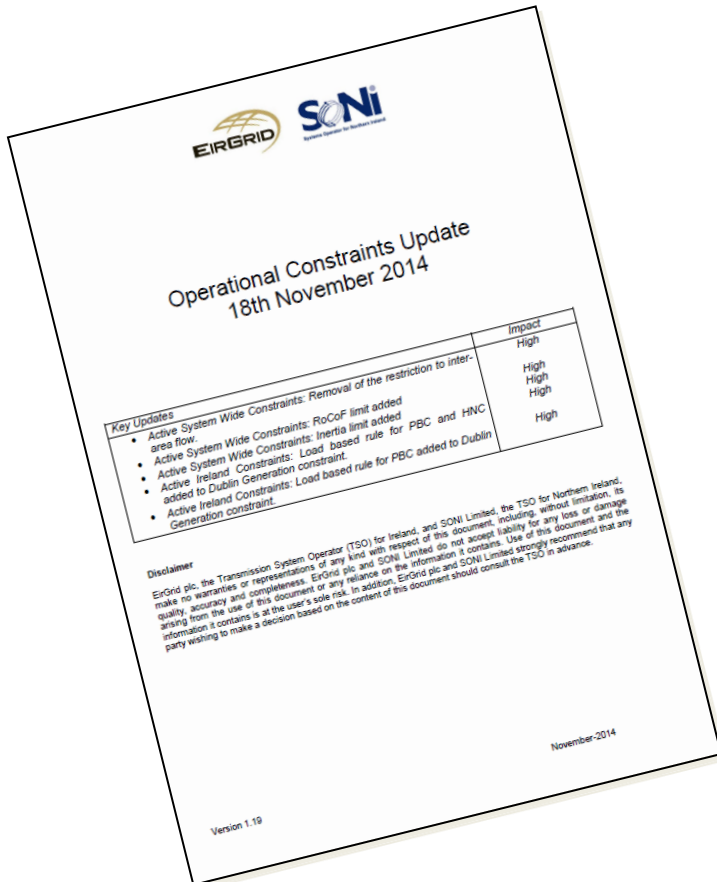 EIRGRID
SONi
Systems Operator for Northern Ireland
Operational Constraints Update
18th November 2014
Key Updates
Impact
• Active System Wide Constraints: Removal of the restriction to inter-
area flow.
High
• Active System Wide Constraints: RoCoF limit added
High
• Active System Wide Constraints: Inertia limit added
High
• Active Ireland Constraints: Load based rule for PBC and HNC
added to Dublin Generation constraint.
High
• Active Ireland Constraints: Load based rule for PBC added to Dublin
Generation constraint.
High
Disclaimer
EirGrid plc, the Transmission System Operator (TSO) for Ireland, and SONI Limited, the TSO for Northern Ireland,
make no warranties or representations of any kind with respect of this document, including, without limitation, its
quality, accuracy and completeness. EirGrid plc and SONI Limited do not accept liability for any loss or damage
arising from the use of this document or any reliance on the information it contains. Use of this document and the
information it contains is at the user's sole risk. In addition, EirGrid plc and SONI Limited strongly recommend that any
party wishing to make a decision based on the content of this document should consult the TSO in advance.
November-2014
Version 1.19